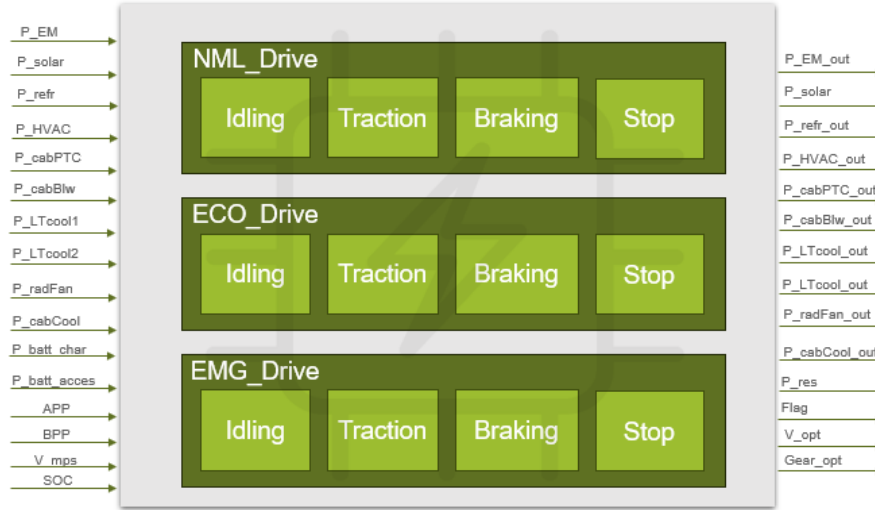 P_EM
P_solar
P_refr
P_HVAC
P_cabPTC
P_cabBlw
P_LTcool1
P_LTcool2
P_radFan
P_cabCool
P_batt_char
P_batt_acces
APP
BPP
V_mps
SOC
NML_Drive
Idling Traction Braking Stop
ECO_Drive
Idling Traction Braking Stop
EMG_Drive
Idling Traction Braking Stop
P_EM_out
P_solar
P_refr_out
P_HVAC_out
P_cabPTC_out
P_cabBlw_out
P_LTcool_out
P_LTcool_out
P_radFan_out
P_cabCool_out
P_res
Flag
V_opt
Gear_opt